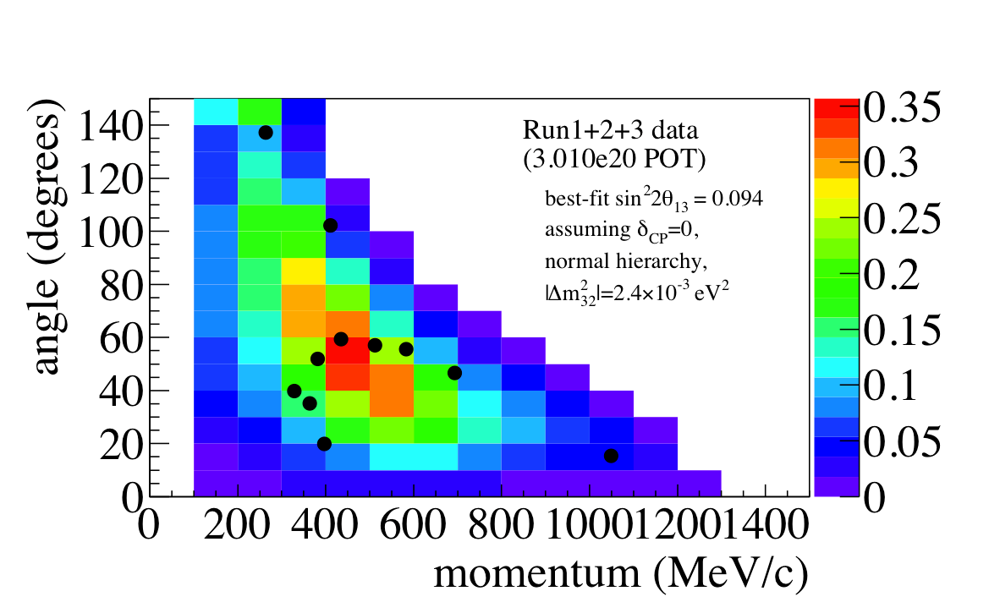 angle (degrees)
140
120
100
80
60
40
20
0
Run1+2+3 data
(3.010e20 POT)
best-fit sin²2θ₁₃ = 0.094
assuming δ_CP=0,
normal hierarchy,
|Δm²₃₂|=2.4×10⁻³ eV²
0.35
0.3
0.25
0.2
0.15
0.1
0.05
0
0 200 400 600 800 1000 1200 1400
momentum (MeV/c)